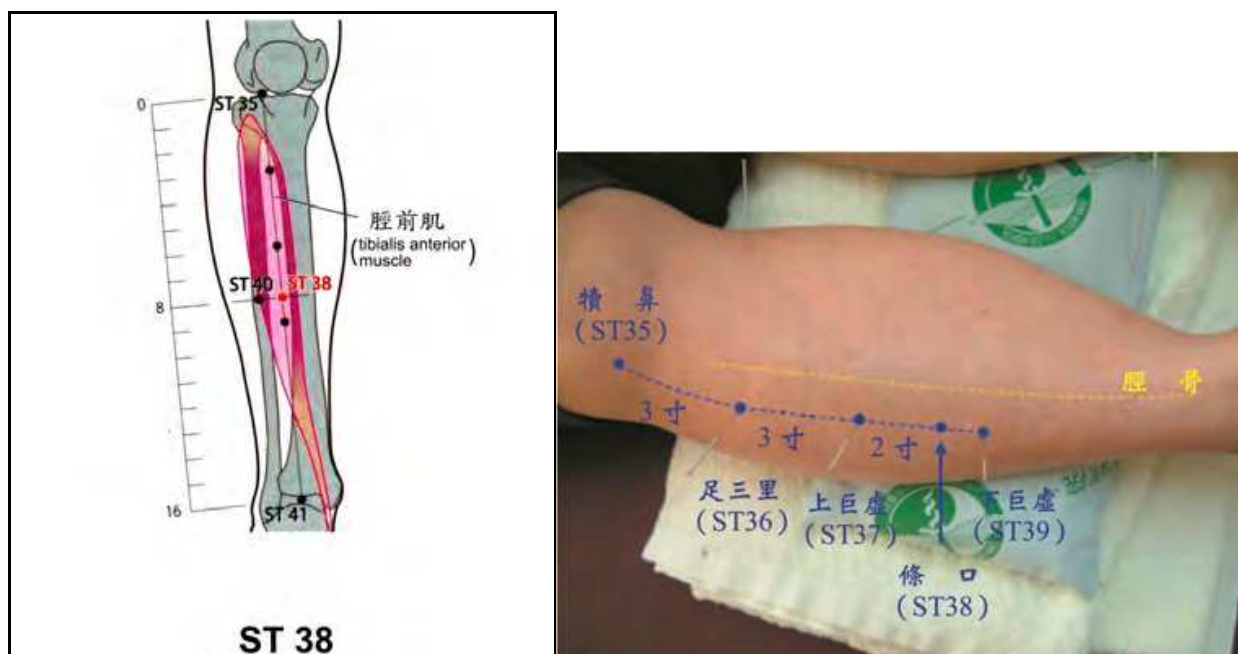 0
ST 35
脛前肌
(tibialis anterior
muscle)
ST 40
ST 38
8
16
ST 41
ST 38
犢 鼻
(ST35)
脛 骨
3 寸
3 寸
2 寸
足三里
(ST36)
上巨虛
(ST37)
下巨虛
(ST39)
條 口
(ST38)